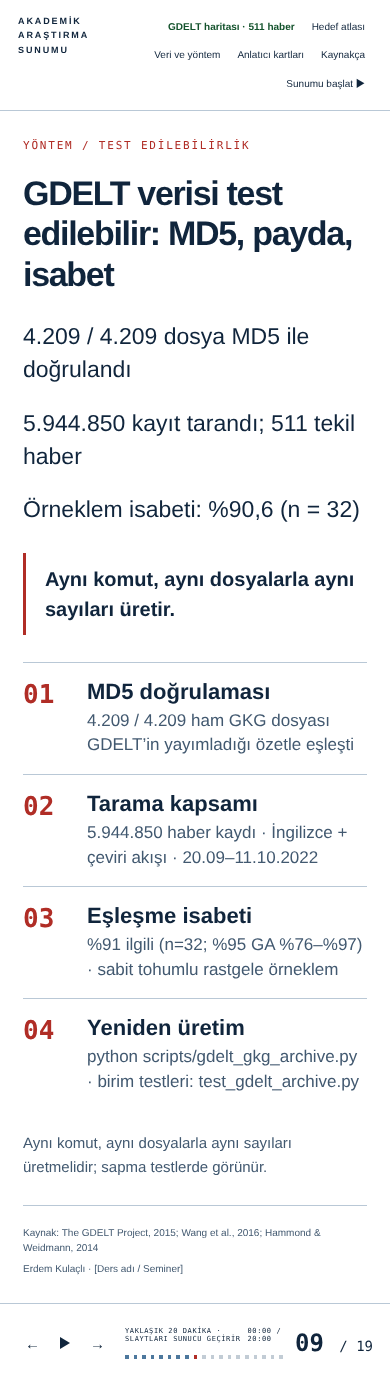 AKADEMİK
ARAŞTIRMA
SUNUMU
GDELT haritası · 511 haber Hedef atlası
Veri ve yöntem Anlatıcı kartları Kaynakça
Sunumu başlat ▶
YÖNTEM / TEST EDİLEBİLİRLİK
GDELT verisi test
edilebilir: MD5, payda,
isabet
4.209 / 4.209 dosya MD5 ile
doğrulandı
5.944.850 kayıt tarandı; 511 tekil
haber
Örneklem isabeti: %90,6 (n = 32)
Aynı komut, aynı dosyalarla aynı
sayıları üretir.
01 MD5 doğrulaması
4.209 / 4.209 ham GKG dosyası
GDELT’in yayımladığı özetle eşleşti
02 Tarama kapsamı
5.944.850 haber kaydı · İngilizce +
çeviri akışı · 20.09–11.10.2022
03 Eşleşme isabeti
%91 ilgili (n=32; %95 GA %76–%97)
· sabit tohumlu rastgele örneklem
04 Yeniden üretim
python scripts/gdelt_gkg_archive.py
· birim testleri: test_gdelt_archive.py
Aynı komut, aynı dosyalarla aynı sayıları
üretmelidir; sapma testlerde görünür.
Kaynak: The GDELT Project, 2015; Wang et al., 2016; Hammond &
Weidmann, 2014
Erdem Kulaçlı · [Ders adı / Seminer]
← ▶ →
YAKLAŞIK 20 DAKİKA ·
SLAYTLARI SUNUCU GEÇİRİR
00:00 /
20:00
09 / 19